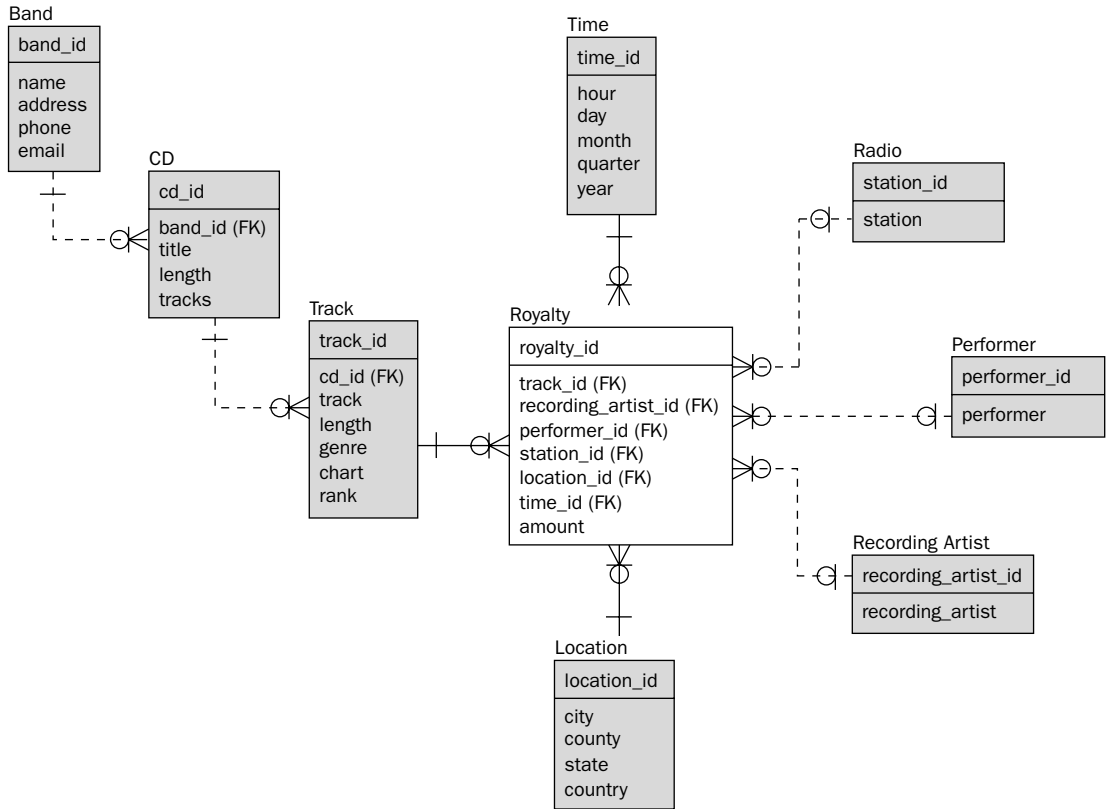 Band
band_id
name
address
phone
email
CD
cd_id
band_id (FK)
title
length
tracks
Track
track_id
cd_id (FK)
track
length
genre
chart
rank
Time
time_id
hour
day
month
quarter
year
Royalty
royalty_id
track_id (FK)
recording_artist_id (FK)
performer_id (FK)
station_id (FK)
location_id (FK)
time_id (FK)
amount
Radio
station_id
station
Performer
performer_id
performer
Recording Artist
recording_artist_id
recording_artist
Location
location_id
city
county
state
country